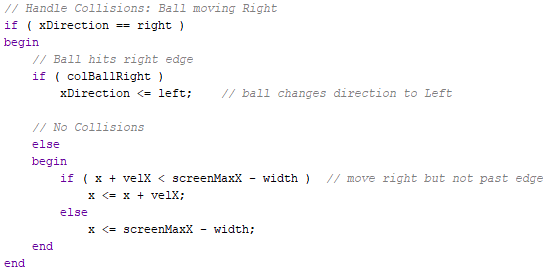 // Handle Collisions: Ball moving Right
if ( xDirection == right )
begin
    // Ball hits right edge
    if ( colBallRight )
        xDirection <= left;    // ball changes direction to Left

    // No Collisions
    else
    begin
        if ( x + velX < screenMaxX - width )  // move right but not past edge
            x <= x + velX;
        else
            x <= screenMaxX - width;
    end
end